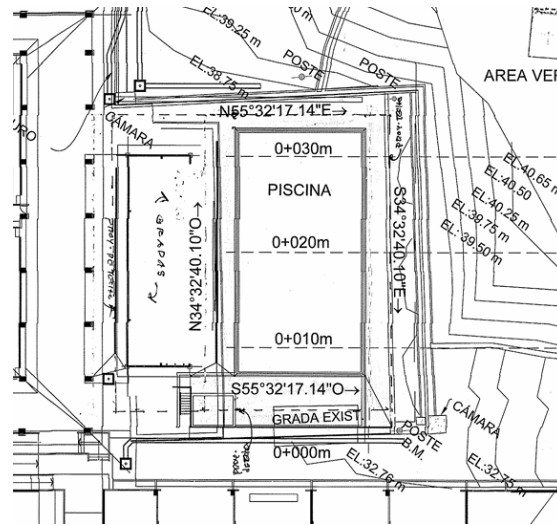 EL.39.25 m
EL.38.75 m
POSTE
POSTE
AREA VER
URO
CÁMARA
N55°32'17.14"E→
0+030m
PISCINA
GRADAS
N34°32'40.10"O→
0+020m
S34°32'40.10"E→
EL.40.65 m
EL.40.50
EL.40.25 m
EL.39.75 m
EL.39.50 m
0+010m
S55°32'17.14"O→
GRADA EXIST.
CÁMARA
POSTE
B.M.
0+000m
EL.32.76 m
EL.32.75 m